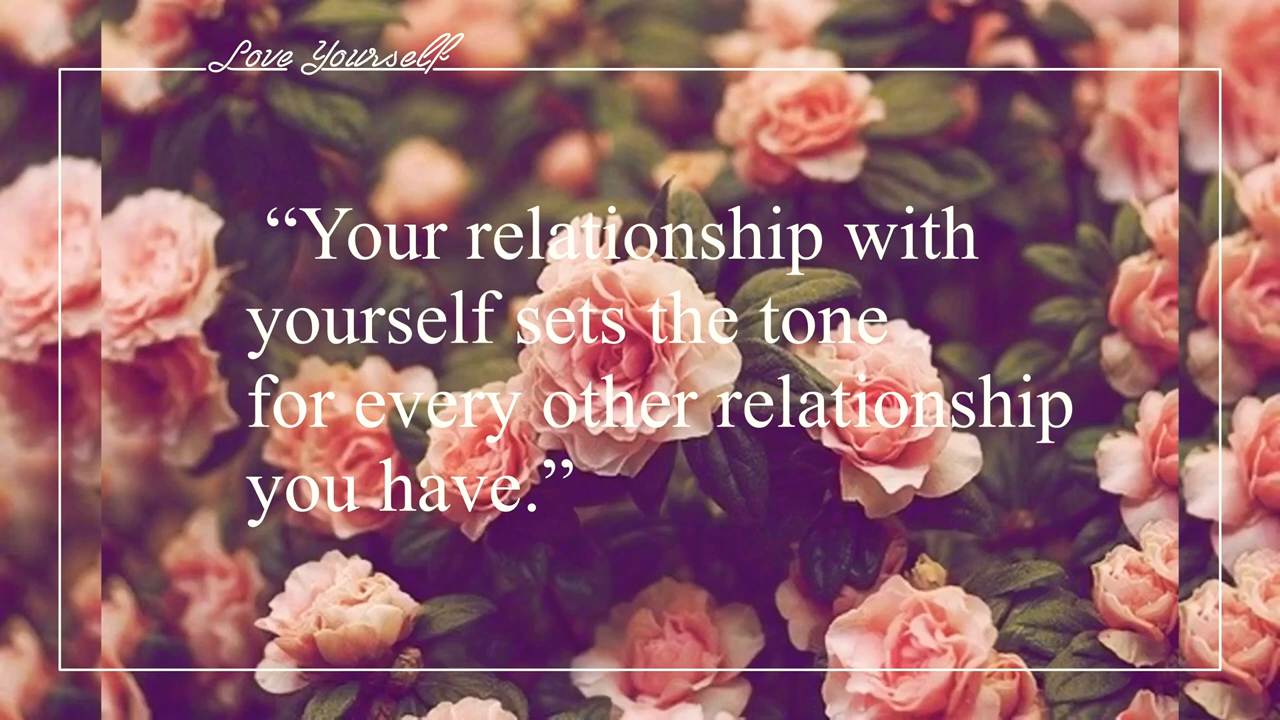 Love Yourself
“Your relationship with
yourself sets the tone
for every other relationship
you have.”